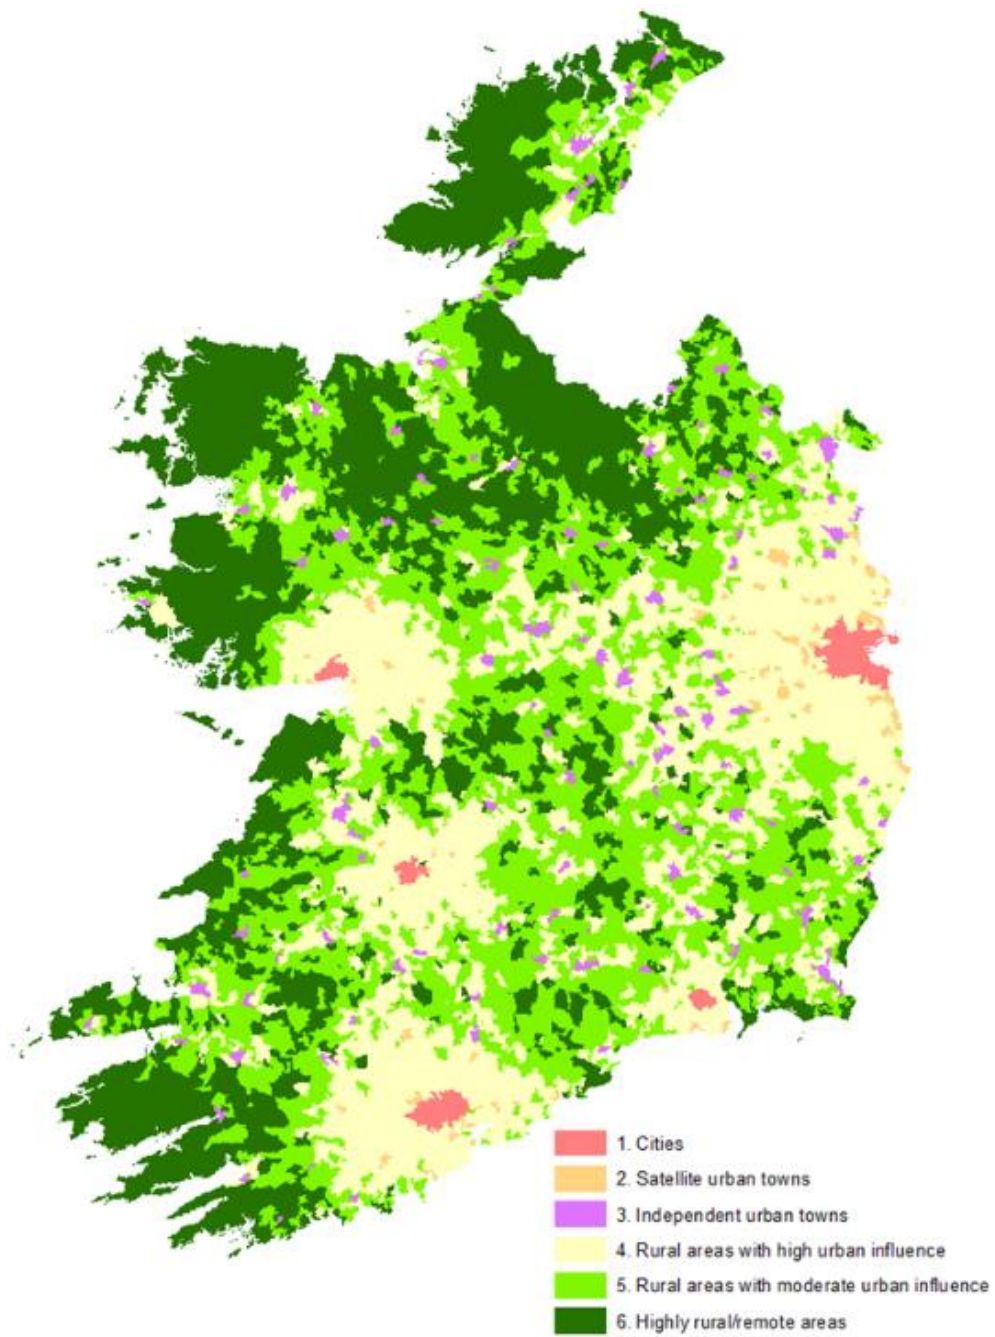 1. Cities
2. Satellite urban towns
3. Independent urban towns
4. Rural areas with high urban influence
5. Rural areas with moderate urban influence
6. Highly rural/remote areas